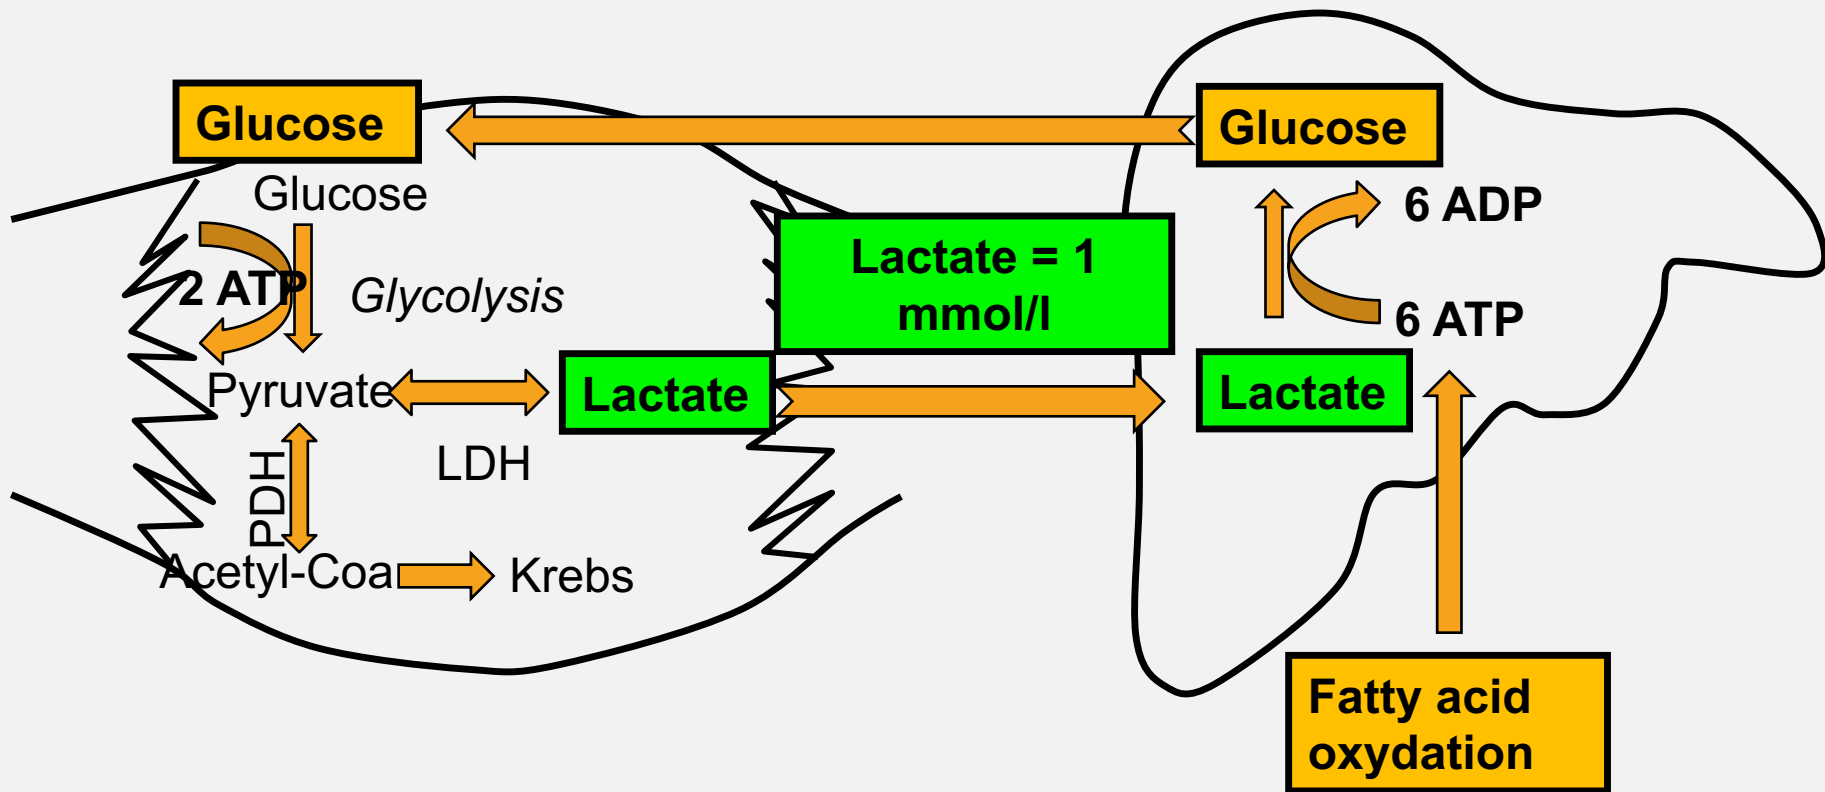 Glucose
Glucose
Glucose
6 ADP
Lactate = 1
mmol/l
2 ATP
Glycolysis
6 ATP
Pyruvate
Lactate
Lactate
LDH
PDH
Acetyl-Coa
Krebs
Fatty acid
oxydation